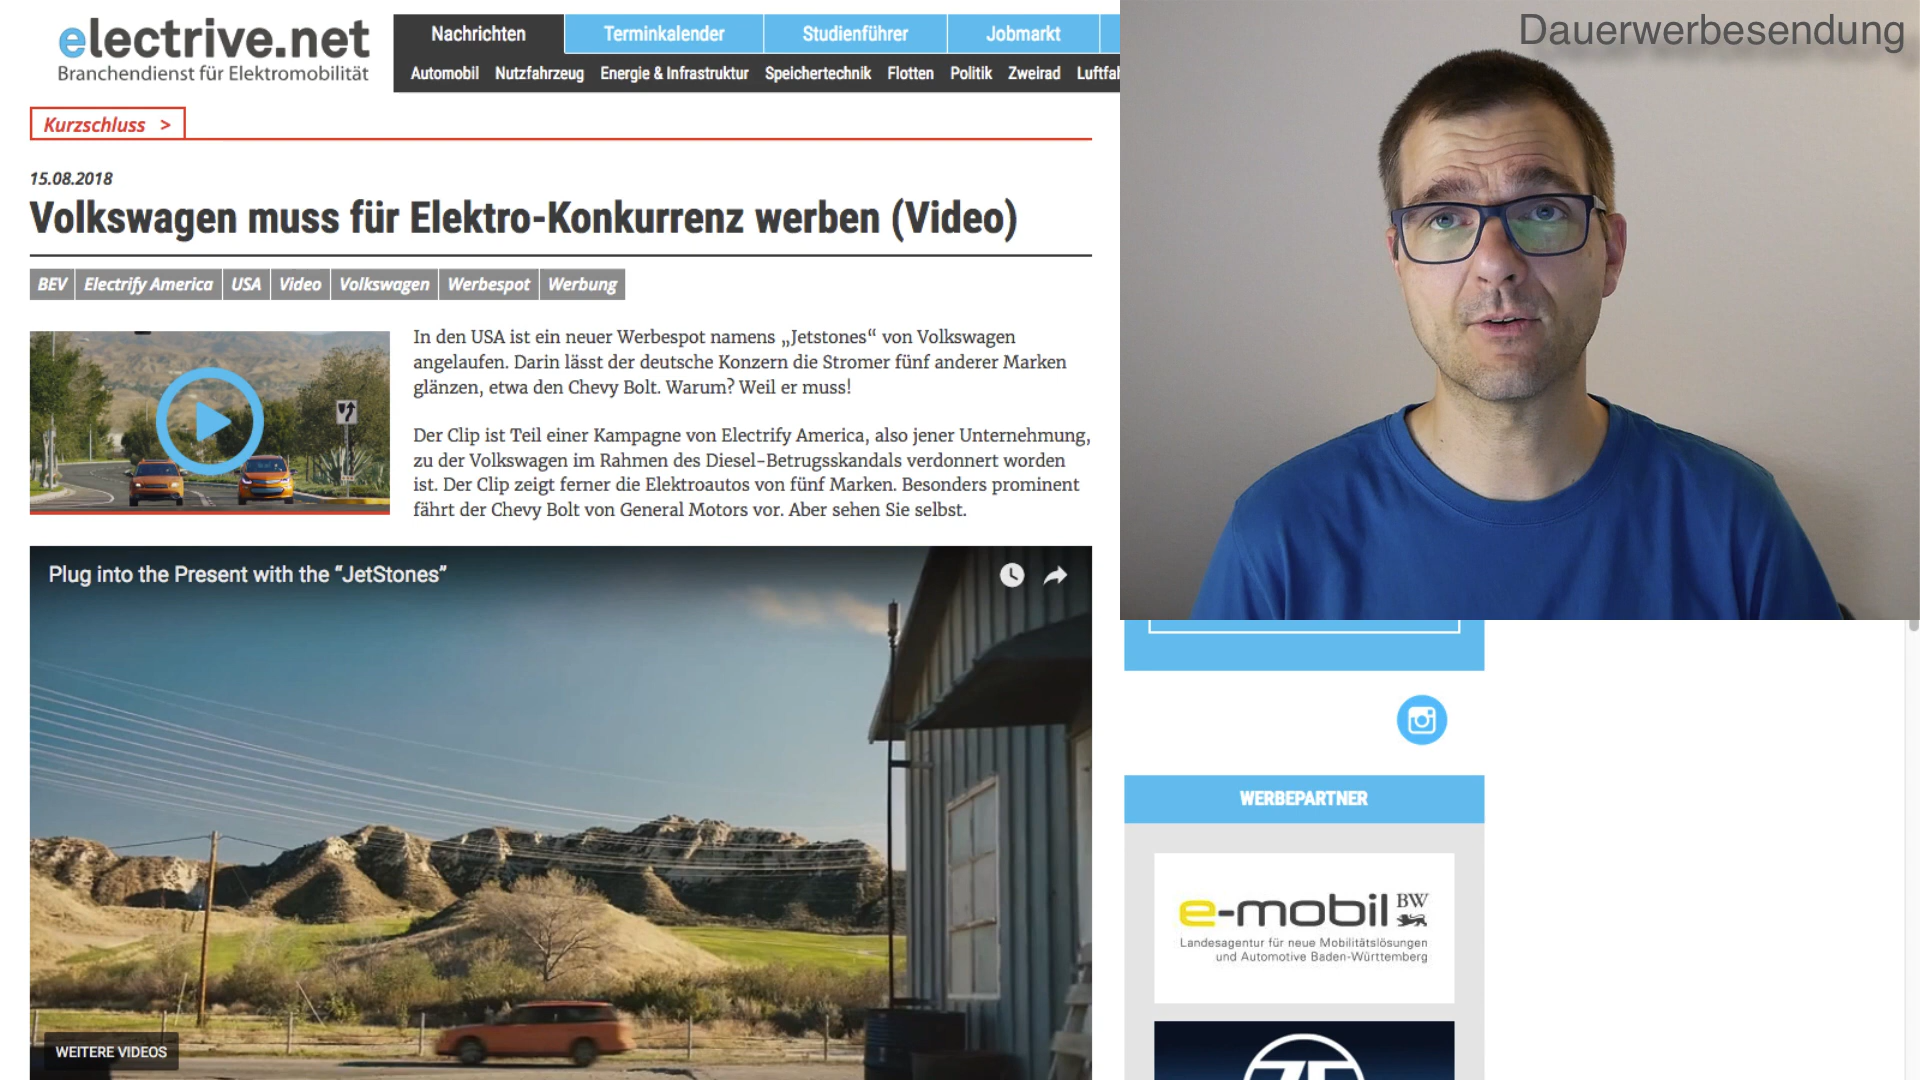 electrive.net
Branchendienst für Elektromobilität
Nachrichten
Terminkalender
Studienführer
Jobmarkt
Automobil Nutzfahrzeug Energie & Infrastruktur Speichertechnik Flotten Politik Zweirad Luftfah
Dauerwerbesendung
Kurzschluss >
15.08.2018
Volkswagen muss für Elektro-Konkurrenz werben (Video)
BEV Electrify America USA Video Volkswagen Werbespot Werbung
In den USA ist ein neuer Werbespot namens „Jetstones“ von Volkswagen
angelaufen. Darin lässt der deutsche Konzern die Stromer fünf anderer Marken
glänzen, etwa den Chevy Bolt. Warum? Weil er muss!
Der Clip ist Teil einer Kampagne von Electrify America, also jener Unternehmung,
zu der Volkswagen im Rahmen des Diesel-Betrugsskandals verdonnert worden
ist. Der Clip zeigt ferner die Elektroautos von fünf Marken. Besonders prominent
fährt der Chevy Bolt von General Motors vor. Aber sehen Sie selbst.
Plug into the Present with the “JetStones”
WEITERE VIDEOS
WERBEPARTNER
e-mobil BW
Landesagentur für neue Mobilitätslösungen
und Automotive Baden-Württemberg
ZF